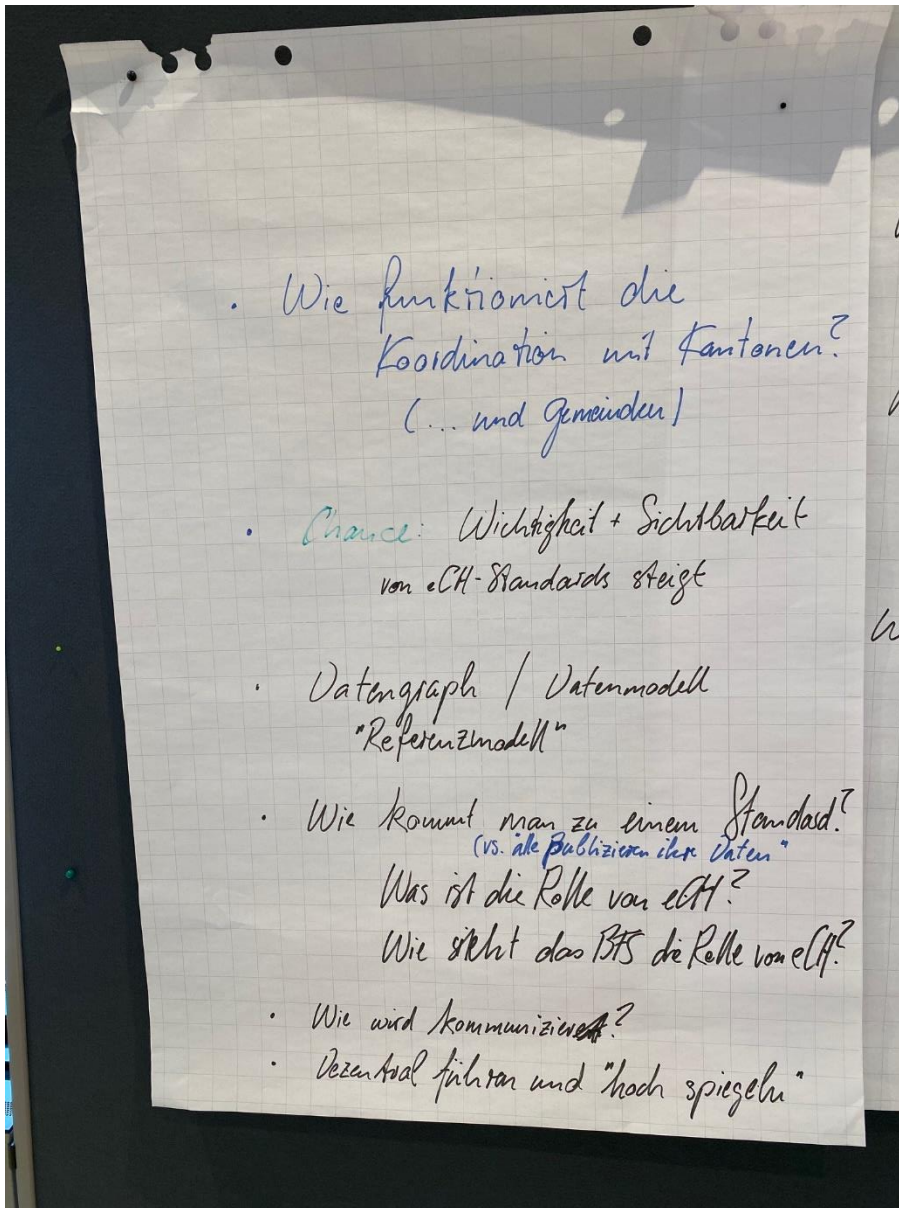 · Wie funktioniert die
Koordination mit Kantonen?
(... und Gemeinden)
· Chance: Wichtigkeit + Sichtbarkeit
von eCH-Standards steigt
· Datengraph / Datenmodell
"Referenzmodell"
· Wie kommt man zu einem Standard?
(vs. alle publizieren ihre Daten"
Was ist die Rolle von eCH?
Wie sieht das BFS die Rolle von eCH?
· Wie wird kommuniziert?
· Dezentral führen und "hoch spiegeln"